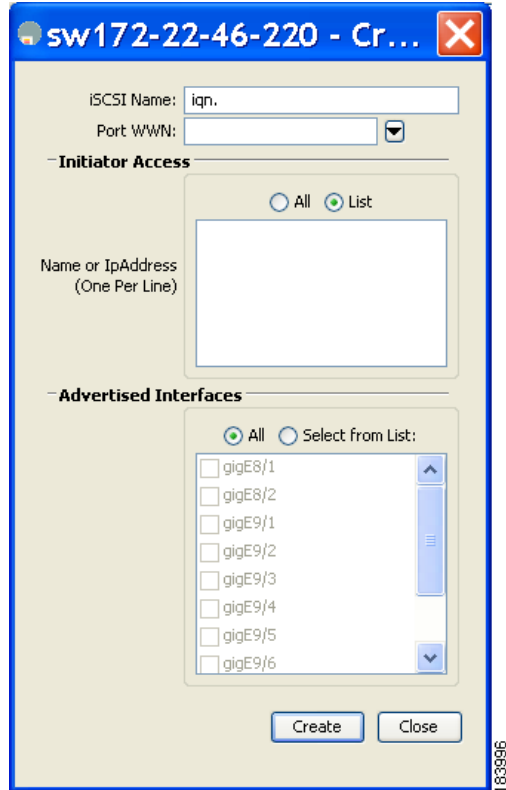 sw172-22-46-220 - Cr...
iSCSI Name: iqn.
Port WWN:
Initiator Access
All List
Name or IpAddress
(One Per Line)
Advertised Interfaces
All Select from List:
gigE8/1
gigE8/2
gigE9/1
gigE9/2
gigE9/3
gigE9/4
gigE9/5
gigE9/6
Create Close
183996